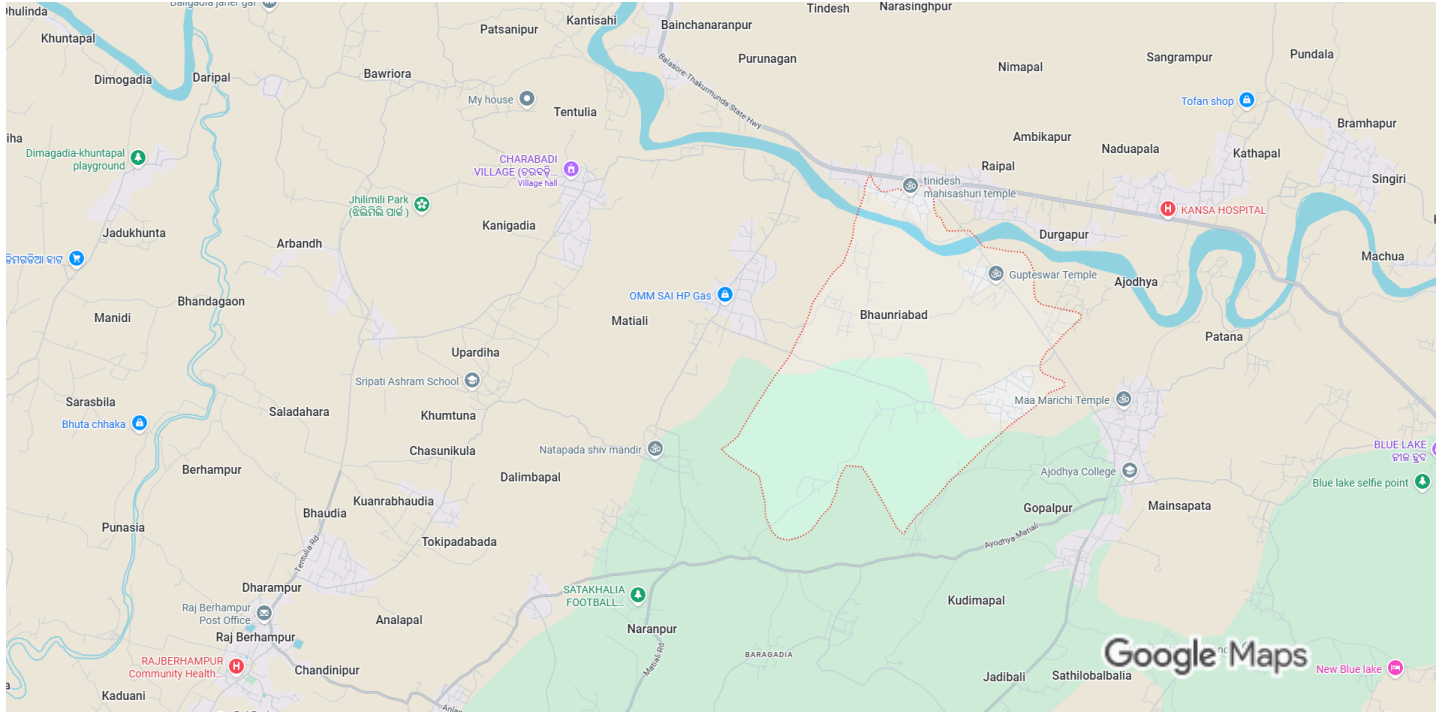 Baligadia janer gar
Tindesh
Narasinghpur
Dhulinda
Kantisahi
Bainchanaranpur
Khuntapal
Patsanipur
Pundala
Sangrampur
Purunagan
Nimapal
Dimogadia
Daripal
Bawriora
Balasore-Thakurmunda State Hwy
My house
Tofan shop
Tentulia
Bramhapur
Ambikapur
Naduapala
Kathapal
Dimagadia-khuntapal
playground
CHARABADI
VILLAGE (ଚରବଡ଼ି...
Village hall
Raipal
Singiri
tinidesh
mahisashuri temple
Jhilimili Park
(ଝିଲିମିଲି ପାର୍କ )
KANSA HOSPITAL
Kanigadia
Jadukhunta
Arbandh
Durgapur
Machua
Gupteswar Temple
Ajodhya
Bhandagaon
OMM SAI HP Gas
Manidi
Matiali
Bhaunriabad
Patana
Upardiha
Sripati Ashram School
Sarasbila
Saladahara
Khumtuna
Maa Marichi Temple
Bhuta chhaka
Chasunikula
Natapada shiv mandir
BLUE LAKE
ନୀଳ ହ୍ରଦ
Berhampur
Dalimbapal
Ajodhya College
Blue lake selfie point
Kuanrabhaudia
Bhaudia
Gopalpur
Mainsapata
Punasia
Tokipadabada
Tentulia Rd
Ayodhya-Matiali
Dharampur
SATAKHALIA
FOOTBALL...
Raj Berhampur
Post Office
Kudimapal
Analapal
Naranpur
Raj Berhampur
BARAGADIA
Google Maps
RAJBERHAMPUR
Community Health...
Chandinipur
Matiali Rd
New Blue lake
Jadibali
Sathilobalbalia
Kaduani